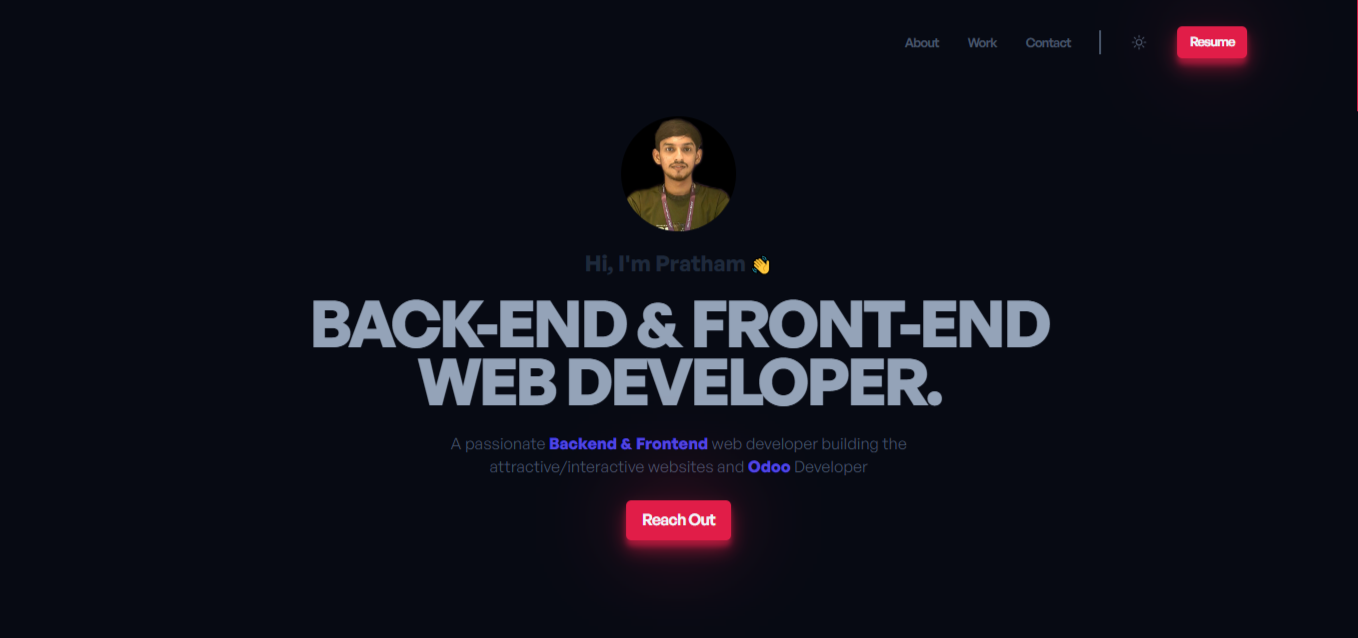 About Work Contact Resume
Hi, I'm Pratham 👋
BACK-END & FRONT-END
WEB DEVELOPER.
A passionate Backend & Frontend web developer building the
attractive/interactive websites and Odoo Developer
Reach Out